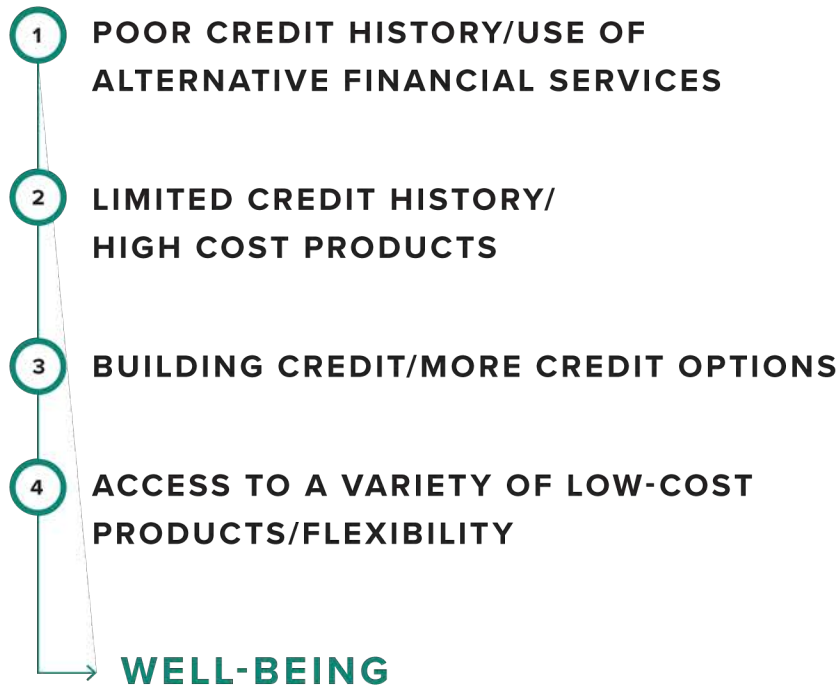 1
POOR CREDIT HISTORY/USE OF
ALTERNATIVE FINANCIAL SERVICES
2
LIMITED CREDIT HISTORY/
HIGH COST PRODUCTS
3
BUILDING CREDIT/MORE CREDIT OPTIONS
4
ACCESS TO A VARIETY OF LOW-COST
PRODUCTS/FLEXIBILITY
WELL-BEING